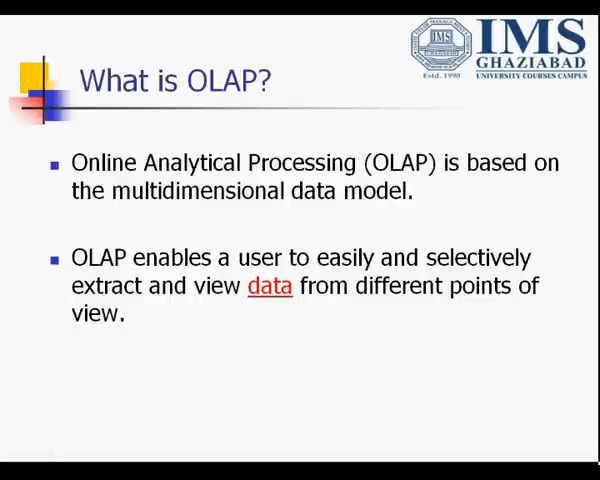 IMS
GHAZIABAD
UNIVERSITY COURSES CAMPUS
IMS
Estd. 1990
What is OLAP?
Online Analytical Processing (OLAP) is based on
the multidimensional data model.
OLAP enables a user to easily and selectively
extract and view data from different points of
view.